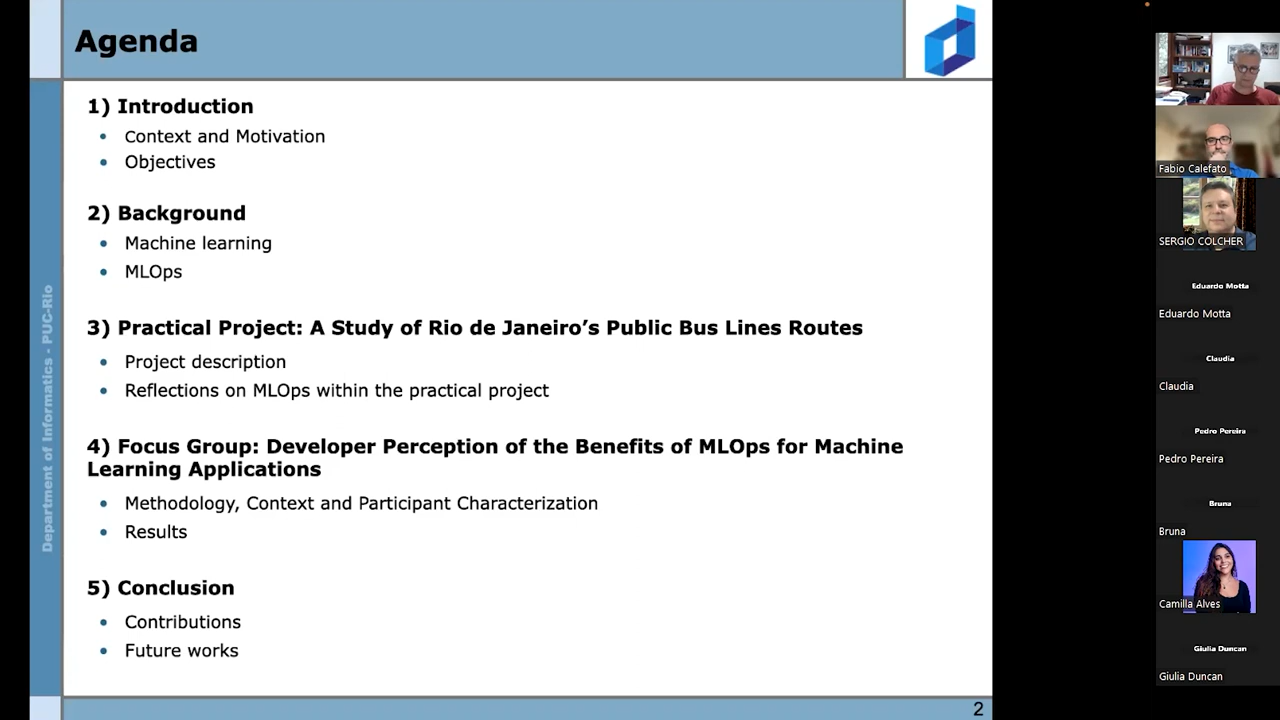 Agenda
1) Introduction
• Context and Motivation
• Objectives
2) Background
• Machine learning
• MLOps
3) Practical Project: A Study of Rio de Janeiro’s Public Bus Lines Routes
• Project description
• Reflections on MLOps within the practical project
4) Focus Group: Developer Perception of the Benefits of MLOps for Machine
Learning Applications
• Methodology, Context and Participant Characterization
• Results
5) Conclusion
• Contributions
• Future works
Department of Informatics - PUC-Rio
2
Fabio Calefato
SERGIO COLCHER
Eduardo Motta
Eduardo Motta
Claudia
Claudia
Pedro Pereira
Pedro Pereira
Bruna
Bruna
Camilla Alves
Giulia Duncan
Giulia Duncan